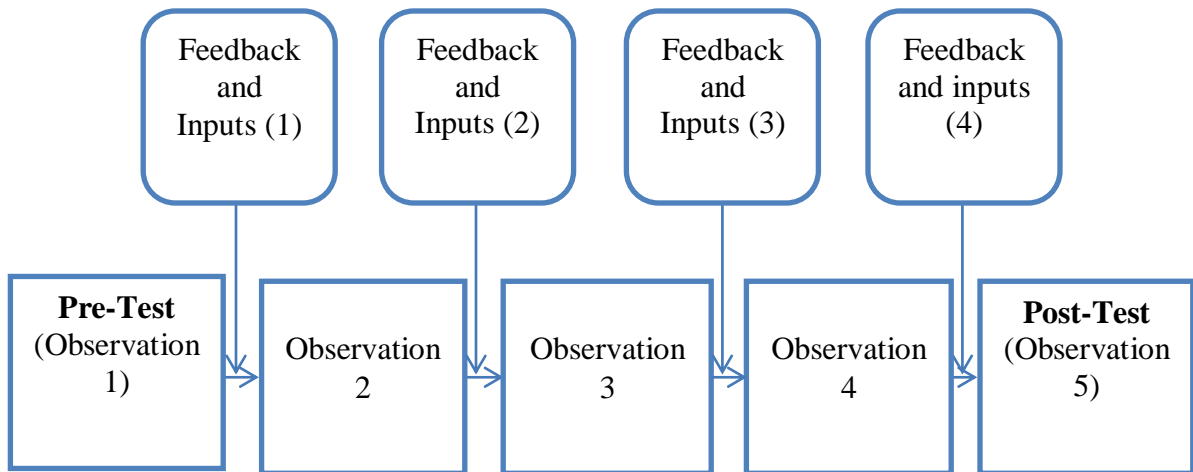 Feedback
and
Inputs (1)
Feedback
and
Inputs (2)
Feedback
and
Inputs (3)
Feedback
and inputs
(4)
Pre-Test
(Observation
1)
Observation
2
Observation
3
Observation
4
Post-Test
(Observation
5)